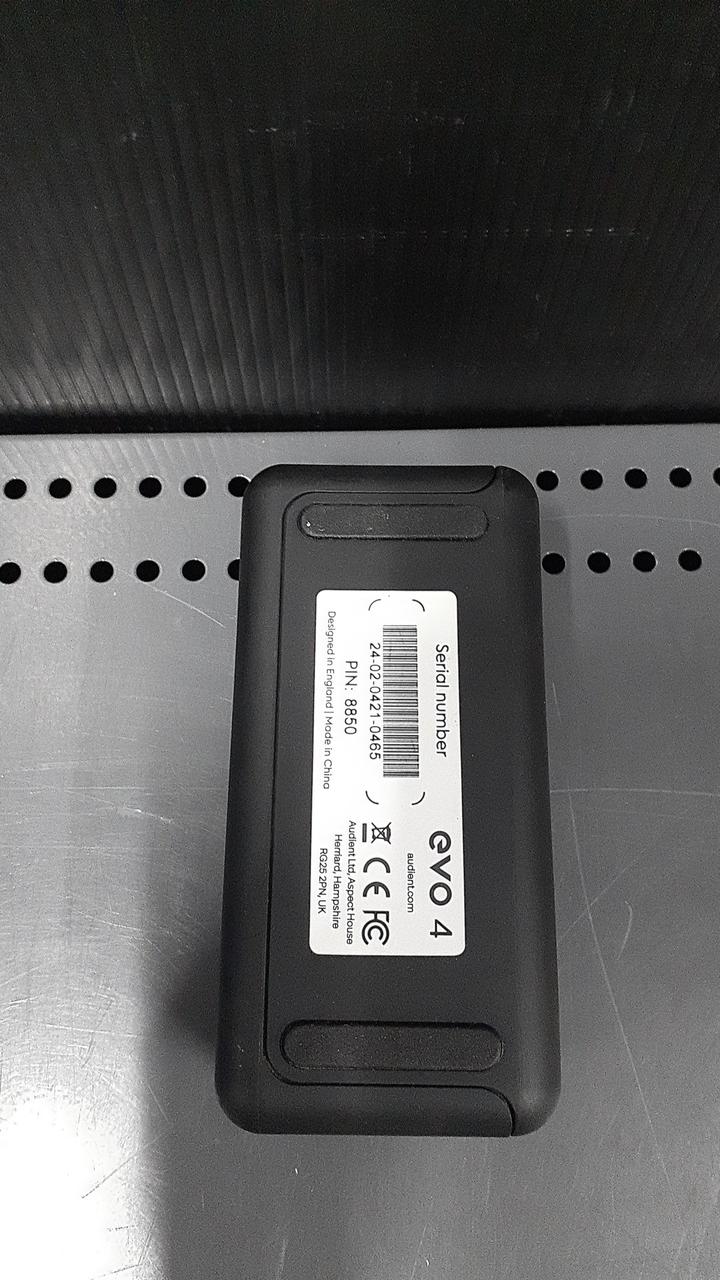 Serial number
24-02-0421-0465
PIN: 8850
Designed in England | Made in China
evo 4
audient.com
CE FC
Audient Ltd, Aspect House
Herriard, Hampshire
RG25 2PN, UK